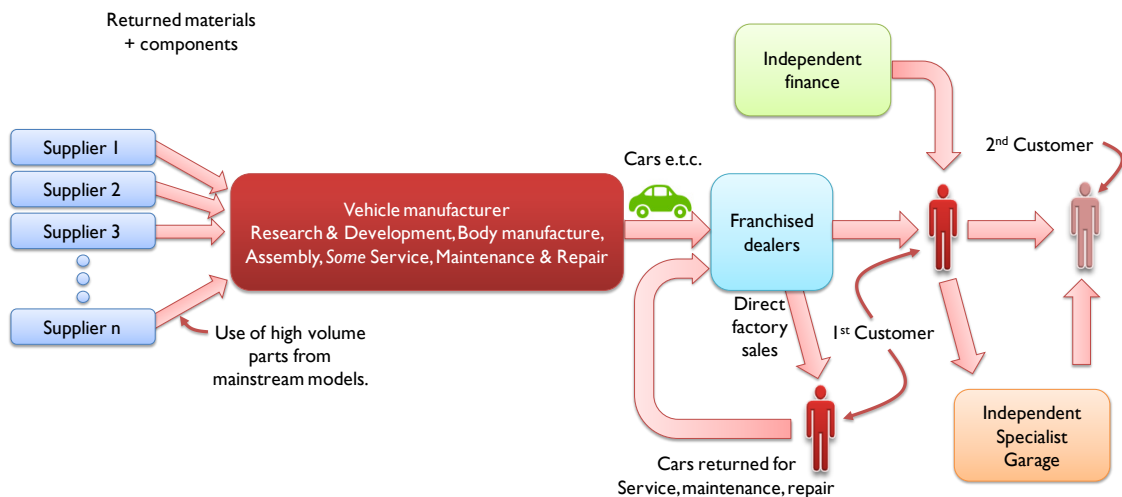 Returned materials
+ components
Independent
finance
Supplier 1
Supplier 2
Supplier 3
Supplier n
Use of high volume
parts from
mainstream models.
Vehicle manufacturer
Research & Development, Body manufacture,
Assembly, Some Service, Maintenance & Repair
Cars e.t.c.
Franchised
dealers
Direct
factory
sales
1st Customer
2nd Customer
Cars returned for
Service, maintenance, repair
Independent
Specialist
Garage